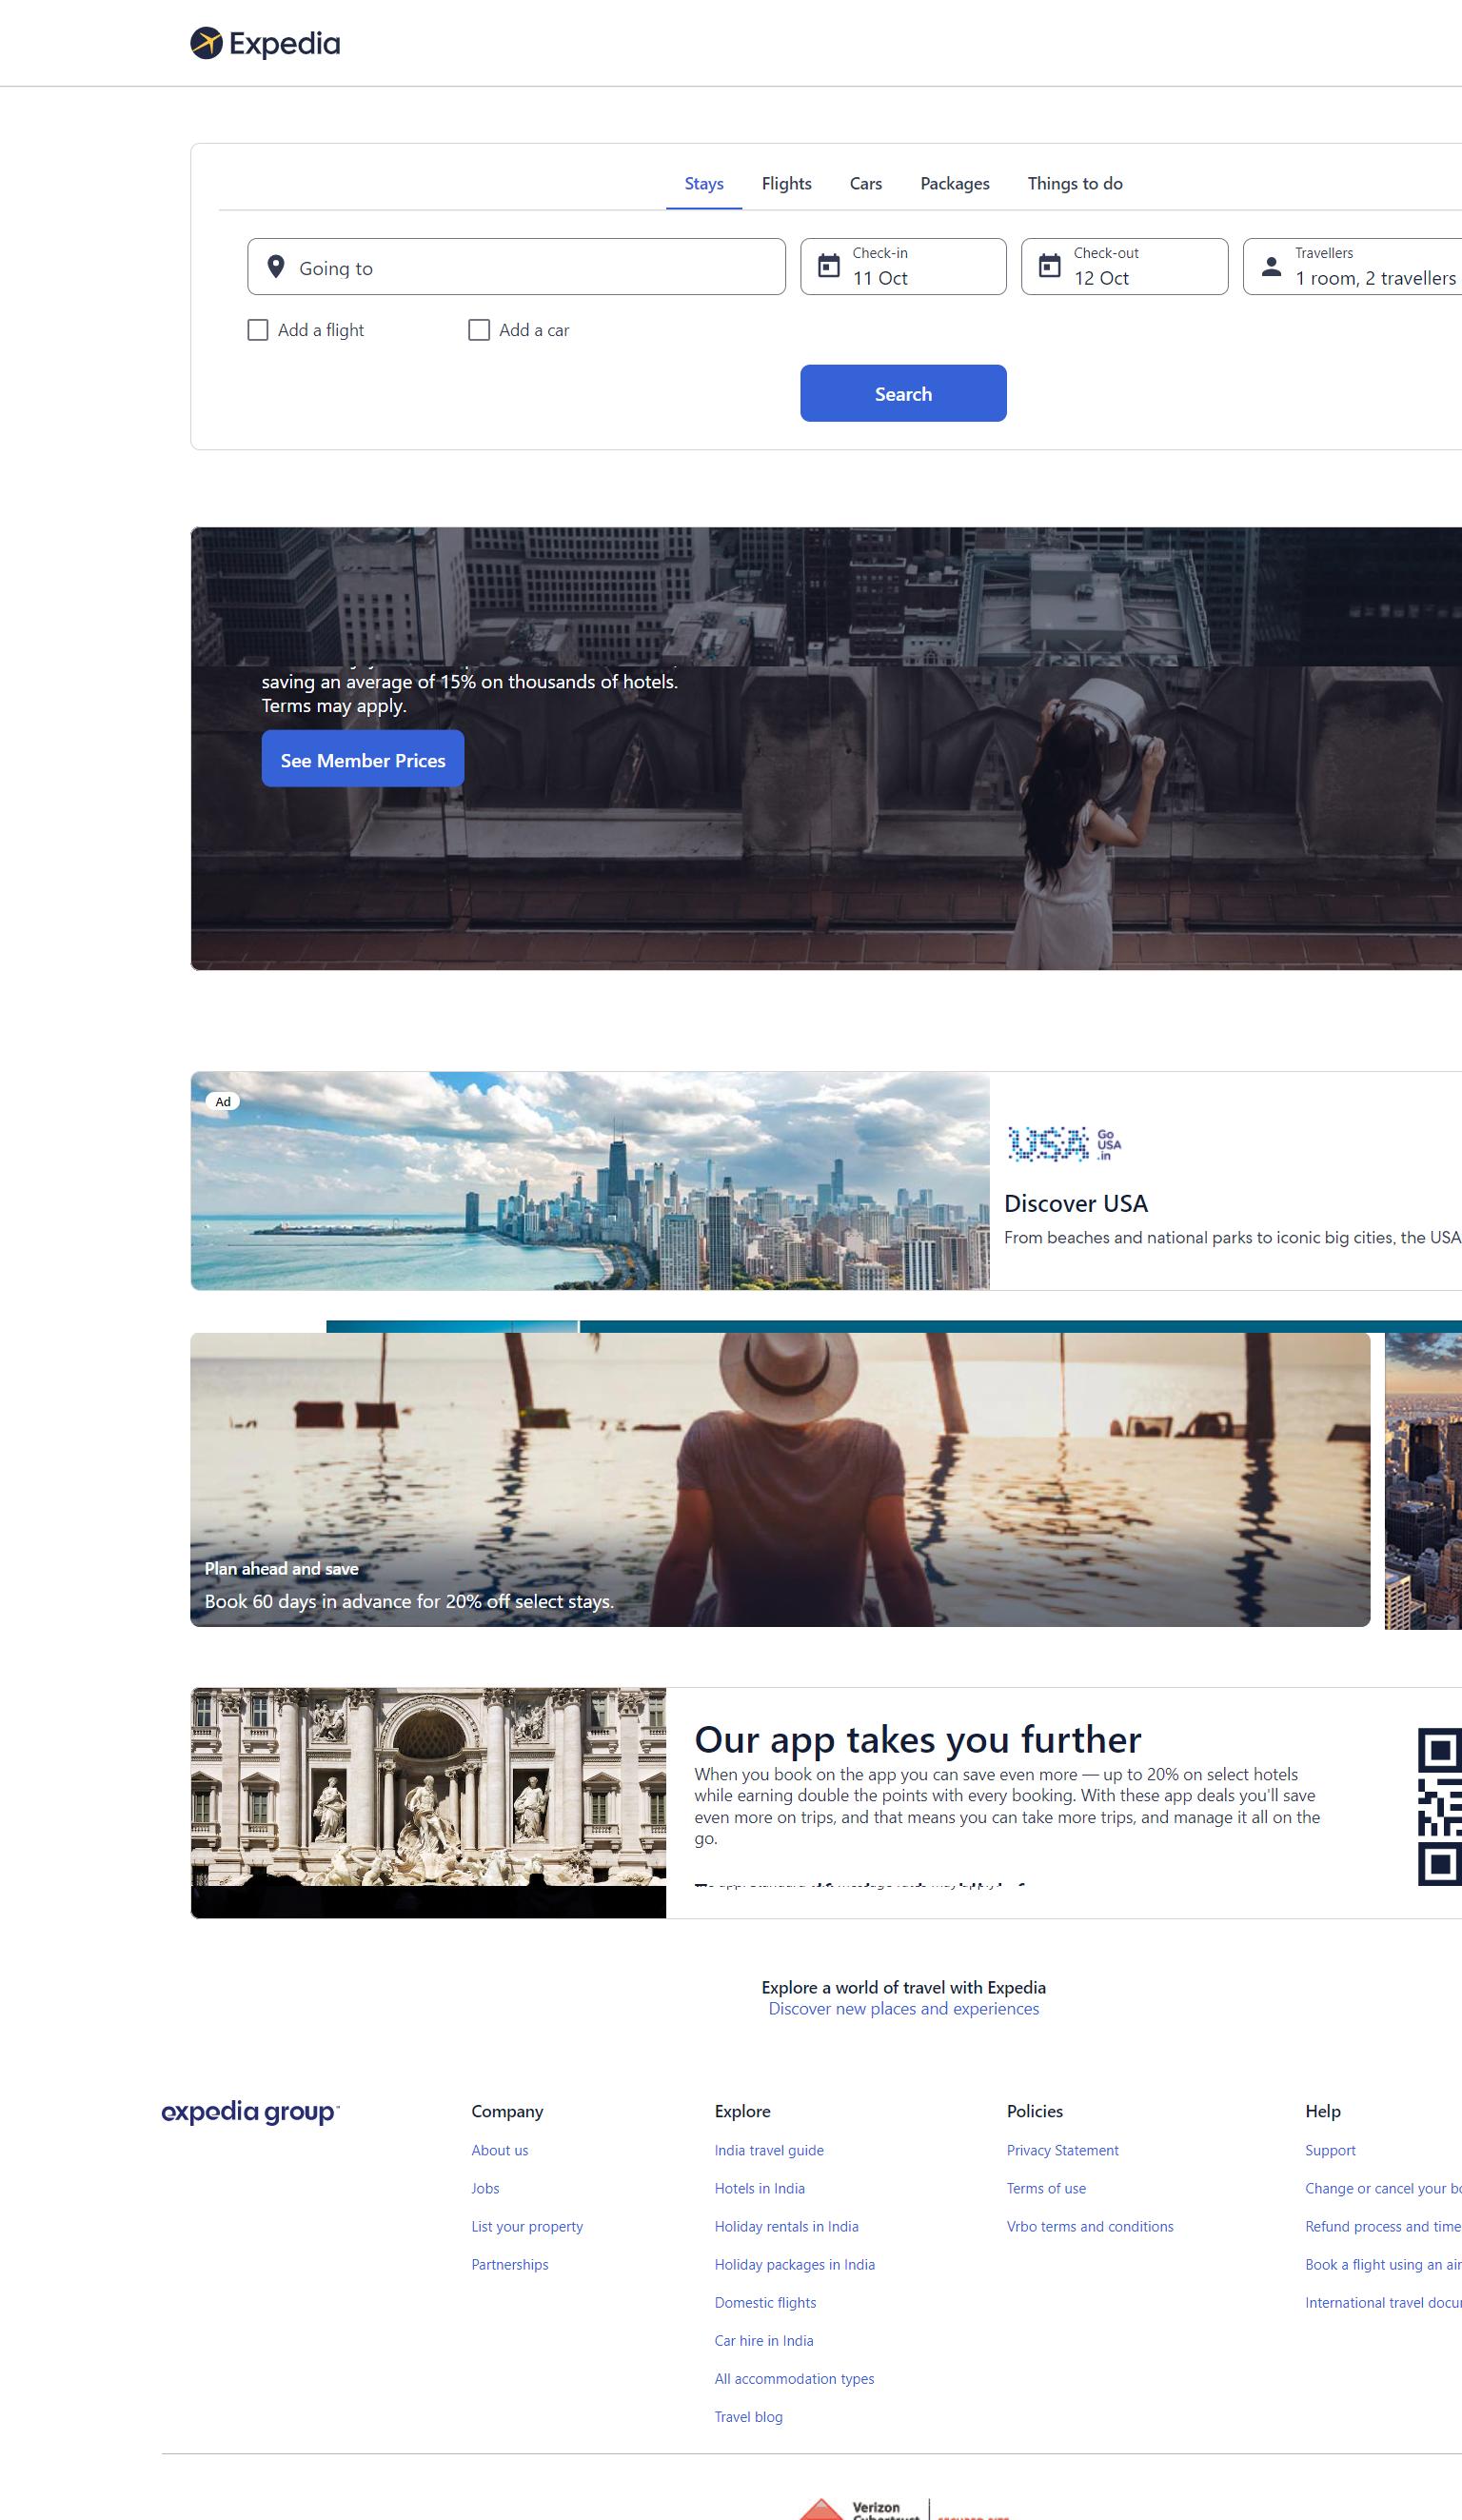 Expedia
Stays Flights Cars Packages Things to do
Going to
Check-in
11 Oct
Check-out
12 Oct
Travellers
1 room, 2 travellers
Add a flight
Add a car
Search
saving an average of 15% on thousands of hotels.
Terms may apply.
See Member Prices
Ad
USA
Go
USA
.in
Discover USA
From beaches and national parks to iconic big cities, the USA
Plan ahead and save
Book 60 days in advance for 20% off select stays.
Our app takes you further
When you book on the app you can save even more — up to 20% on select hotels
while earning double the points with every booking. With these app deals you'll save
even more on trips, and that means you can take more trips, and manage it all on the
go.
Explore a world of travel with Expedia
Discover new places and experiences
expedia group™
Company
About us
Jobs
List your property
Partnerships
Explore
India travel guide
Hotels in India
Holiday rentals in India
Holiday packages in India
Domestic flights
Car hire in India
All accommodation types
Travel blog
Policies
Privacy Statement
Terms of use
Vrbo terms and conditions
Help
Support
Change or cancel your
Refund process and
Book a flight using an
International travel
Verizon